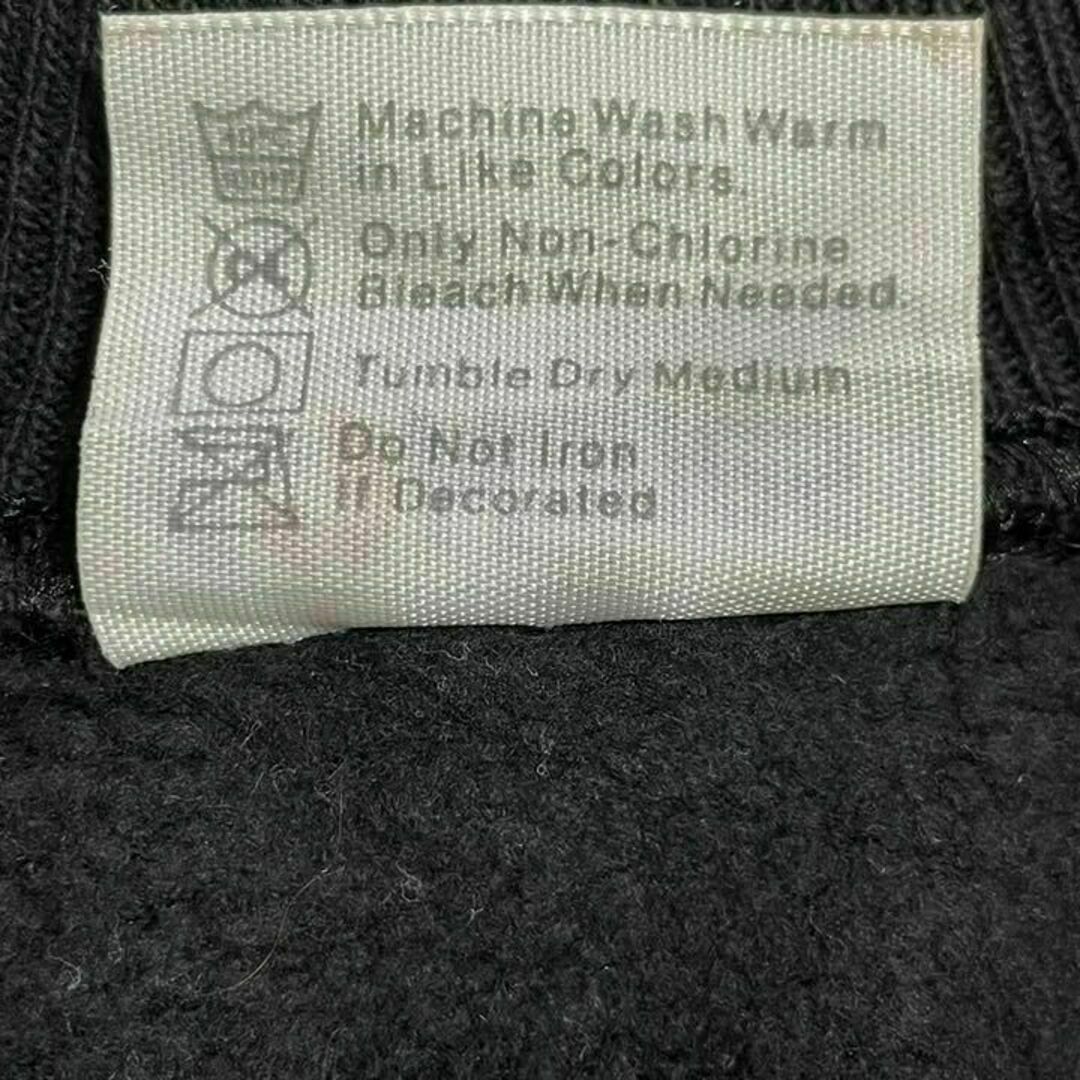 Machine Wash Warm
in Like Colors.
Only Non-Chlorine
Bleach When Needed.
Tumble Dry Medium
Do Not Iron
If Decorated